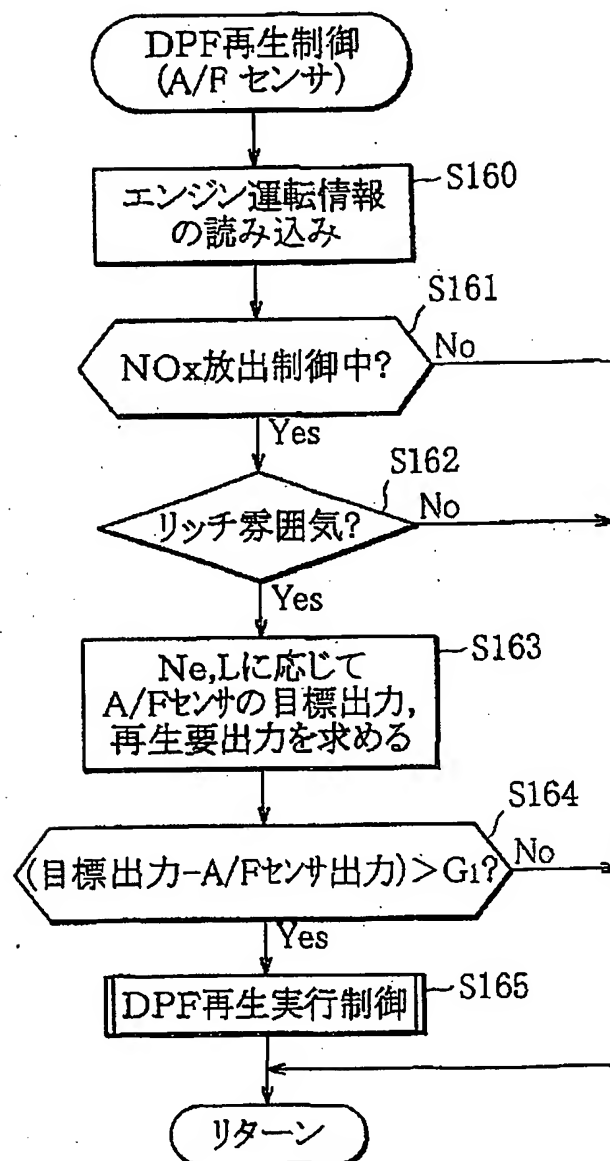 DPF再生制御
(A/F センサ)
エンジン運転情報
の読み込み
S160
S161
NOx放出制御中?
No
Yes
S162
リッチ雰囲気?
No
Yes
S163
Ne,Lに応じて
A/Fセンサの目標出力,
再生要出力を求める
S164
(目標出力-A/Fセンサ出力)>G1?
No
Yes
DPF再生実行制御
S165
リターン